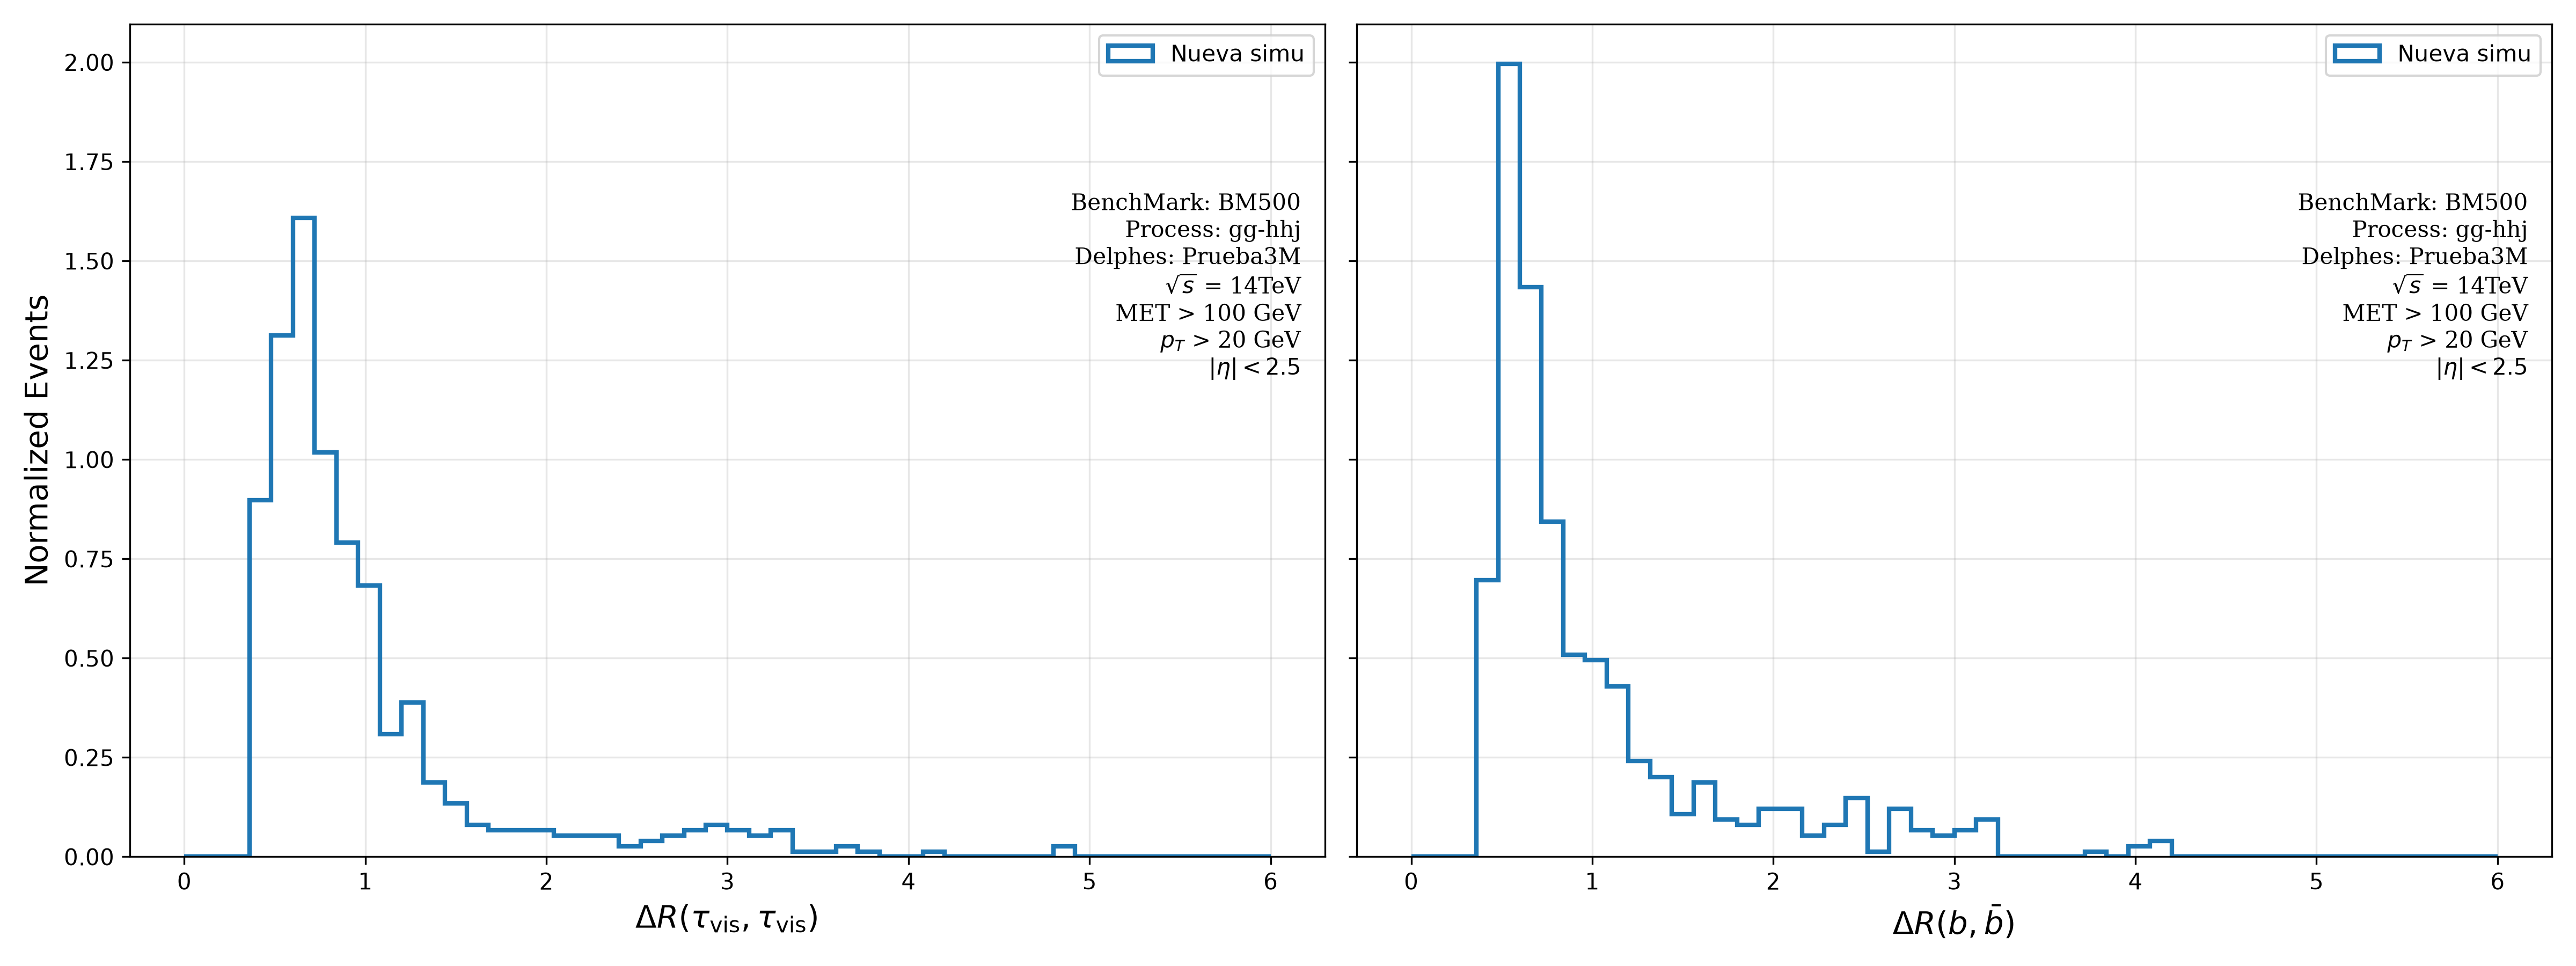 Nueva simu
BenchMark: BM500
Process: gg-hhj
Delphes: Prueba3M
√s = 14TeV
MET > 100 GeV
p_T > 20 GeV
|η| < 2.5
Normalized Events
2.00
1.75
1.50
1.25
1.00
0.75
0.50
0.25
0.00
0 1 2 3 4 5 6
ΔR(τ_vis, τ_vis)
Nueva simu
BenchMark: BM500
Process: gg-hhj
Delphes: Prueba3M
√s = 14TeV
MET > 100 GeV
p_T > 20 GeV
|η| < 2.5
0 1 2 3 4 5 6
ΔR(b, b̄)